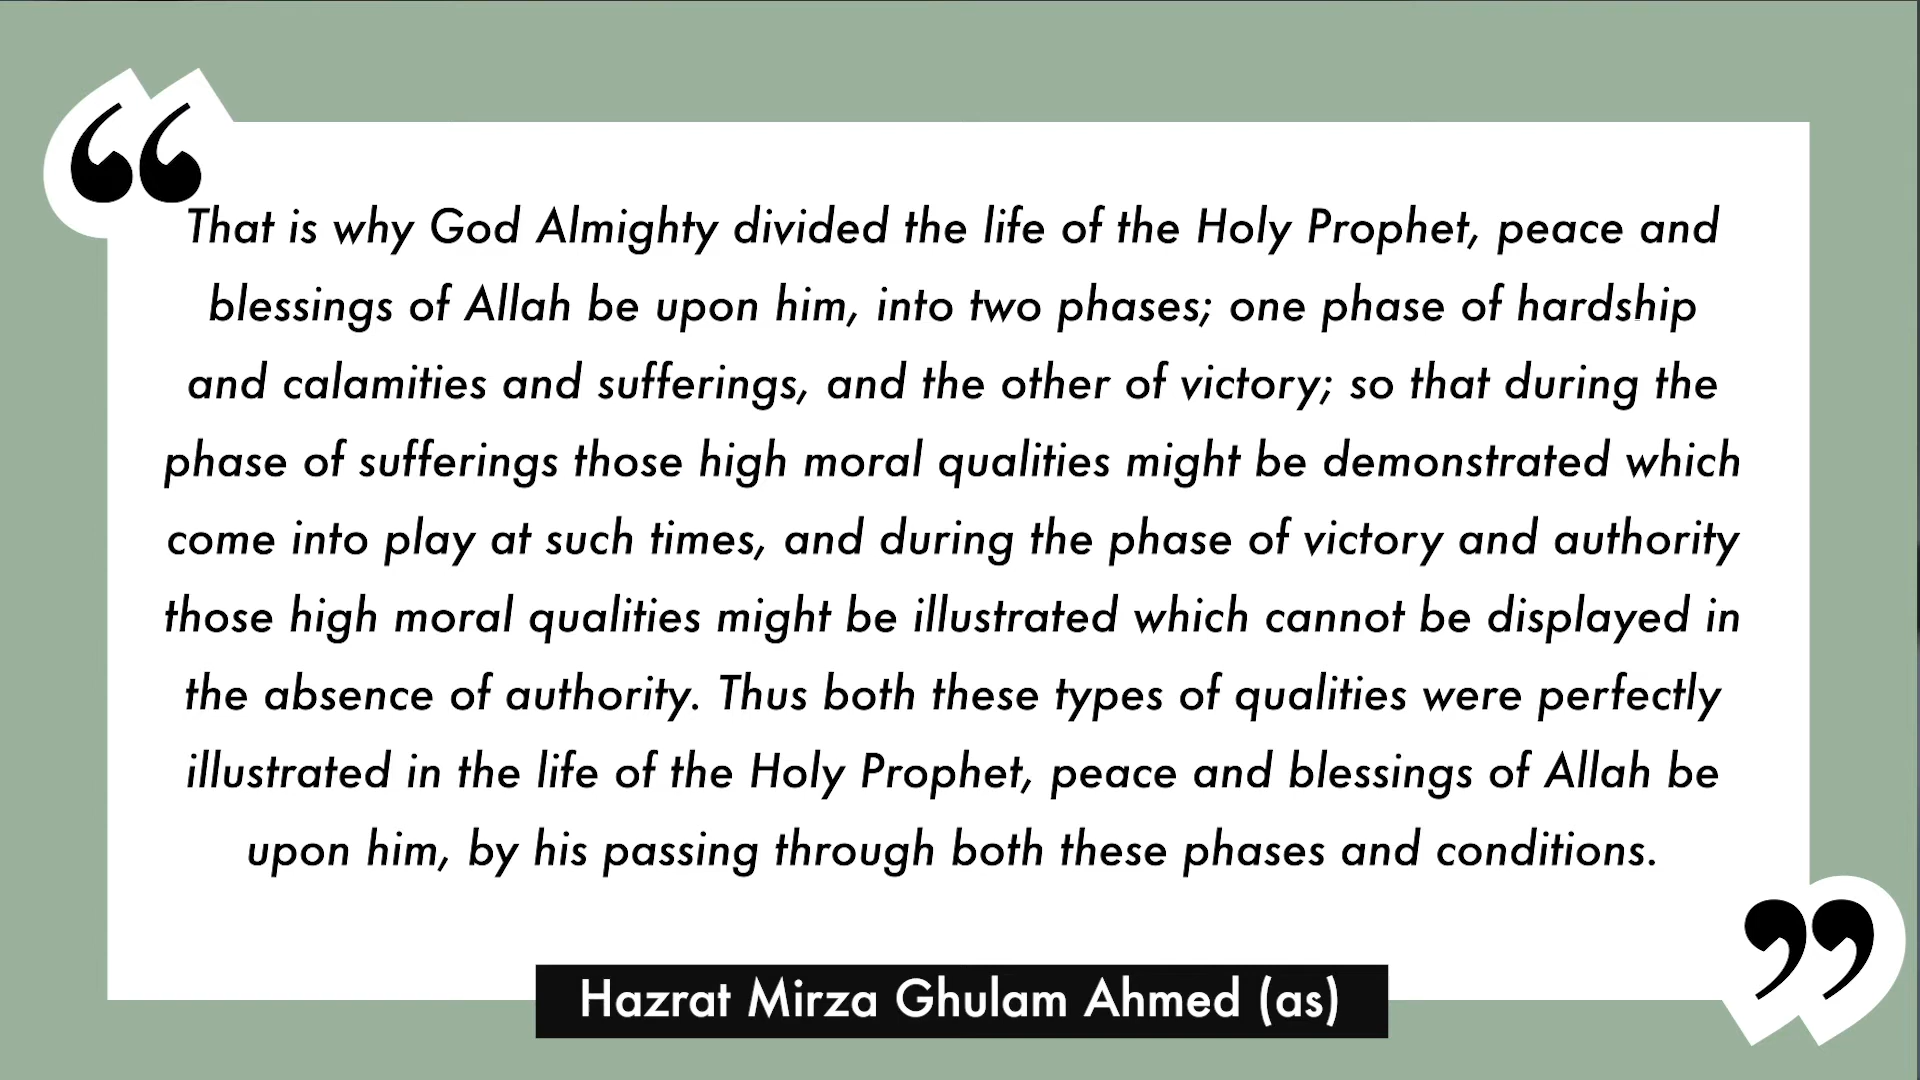 “
That is why God Almighty divided the life of the Holy Prophet, peace and
blessings of Allah be upon him, into two phases; one phase of hardship
and calamities and sufferings, and the other of victory; so that during the
phase of sufferings those high moral qualities might be demonstrated which
come into play at such times, and during the phase of victory and authority
those high moral qualities might be illustrated which cannot be displayed in
the absence of authority. Thus both these types of qualities were perfectly
illustrated in the life of the Holy Prophet, peace and blessings of Allah be
upon him, by his passing through both these phases and conditions.
”
Hazrat Mirza Ghulam Ahmed (as)